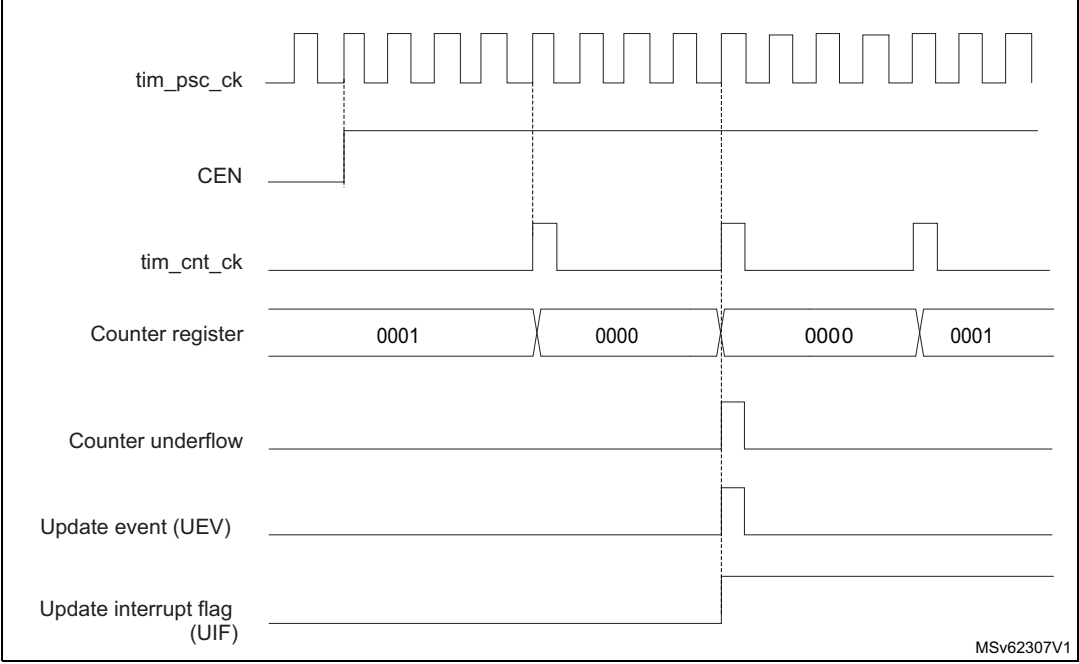 tim_psc_ck
CEN
tim_cnt_ck
Counter register
0001
0000
0000
0001
Counter underflow
Update event (UEV)
Update interrupt flag
(UIF)
MSv62307V1